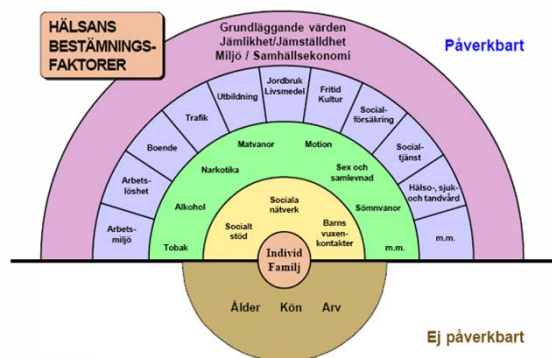 HÄLSANS
BESTÄMNINGS-
FAKTORER
Grundläggande värden
Jämlikhet/Jämställdhet
Miljö / Samhällsekonomi
Påverkbart
Arbets-
miljö
Arbets-
löshet
Boende
Trafik
Utbildning
Jordbruk
Livsmedel
Fritid
Kultur
Social-
försäkring
Social-
tjänst
Hälso-, sjuk-
och tandvård
m.m.
Tobak
Alkohol
Narkotika
Matvanor
Motion
Sex och
samlevnad
Sömnvanor
m.m.
Socialt
stöd
Sociala
nätverk
Barns
vuxen-
kontakter
Individ
Familj
Ålder Kön Arv
Ej påverkbart